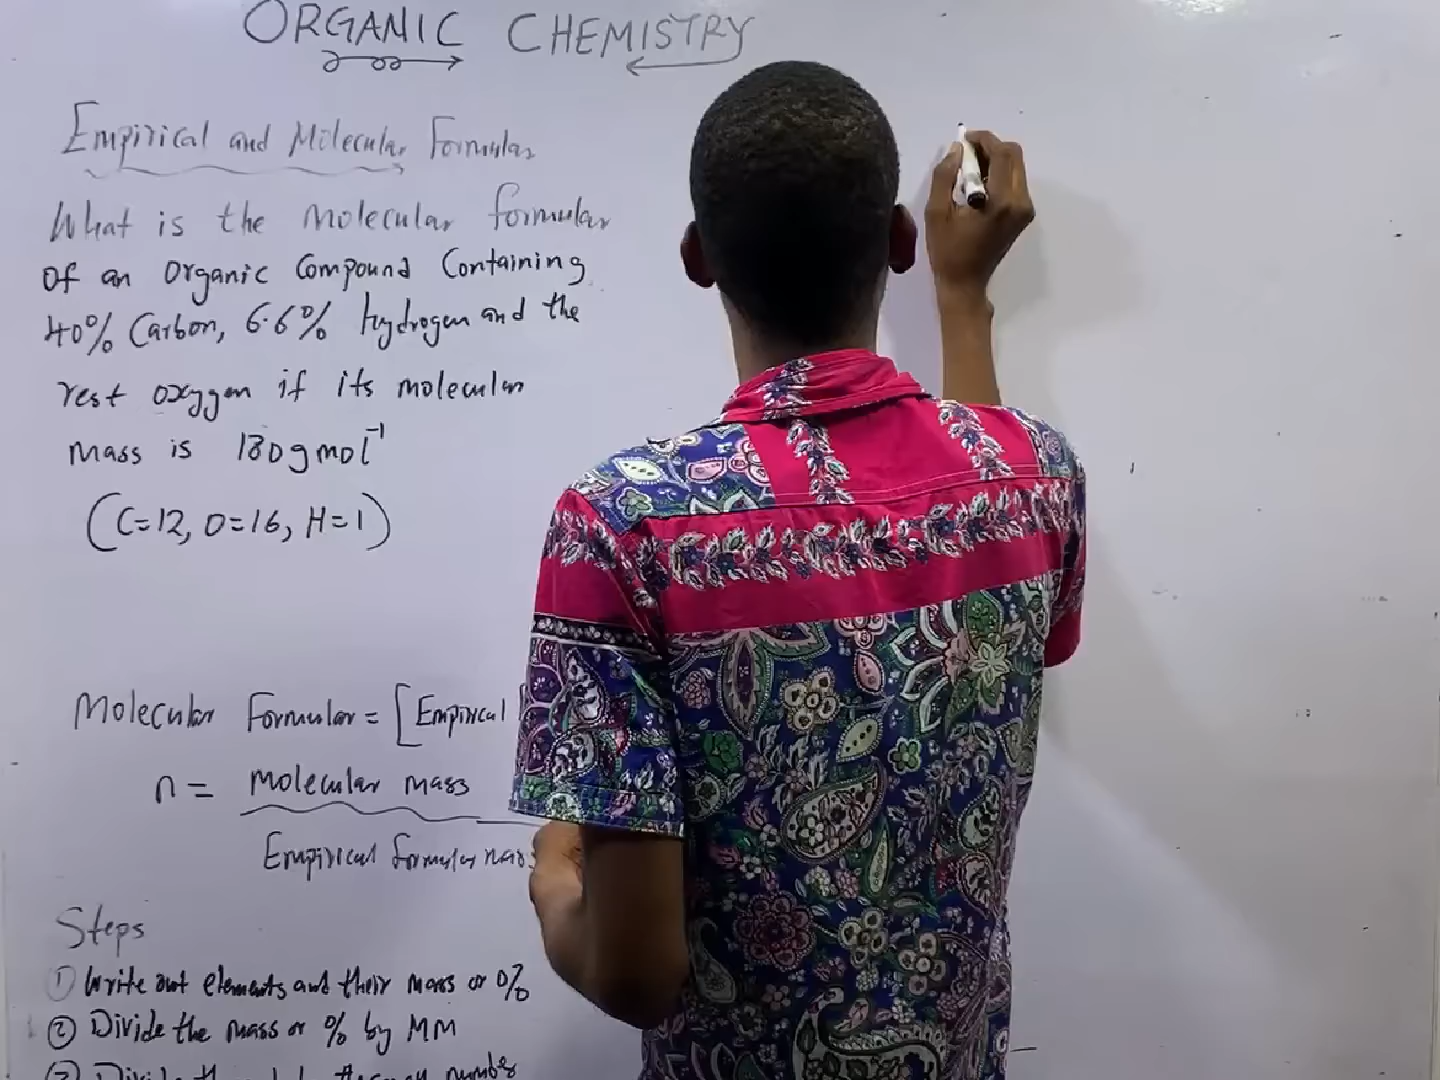 ORGANIC CHEMISTRY
Empirical and Molecular Formular
What is the molecular formular
Of an organic Compound Containing
40% Carbon, 6.6% hydrogen and the
rest oxygen if its molecular
mass is 180gmol⁻¹
(C=12, O=16, H=1)
Molecular Formular = [Empirical
n = molecular mass
Empirical formular mass
Steps
① Write out elements and their mass or %
② Divide the mass or % by MM
Divide number